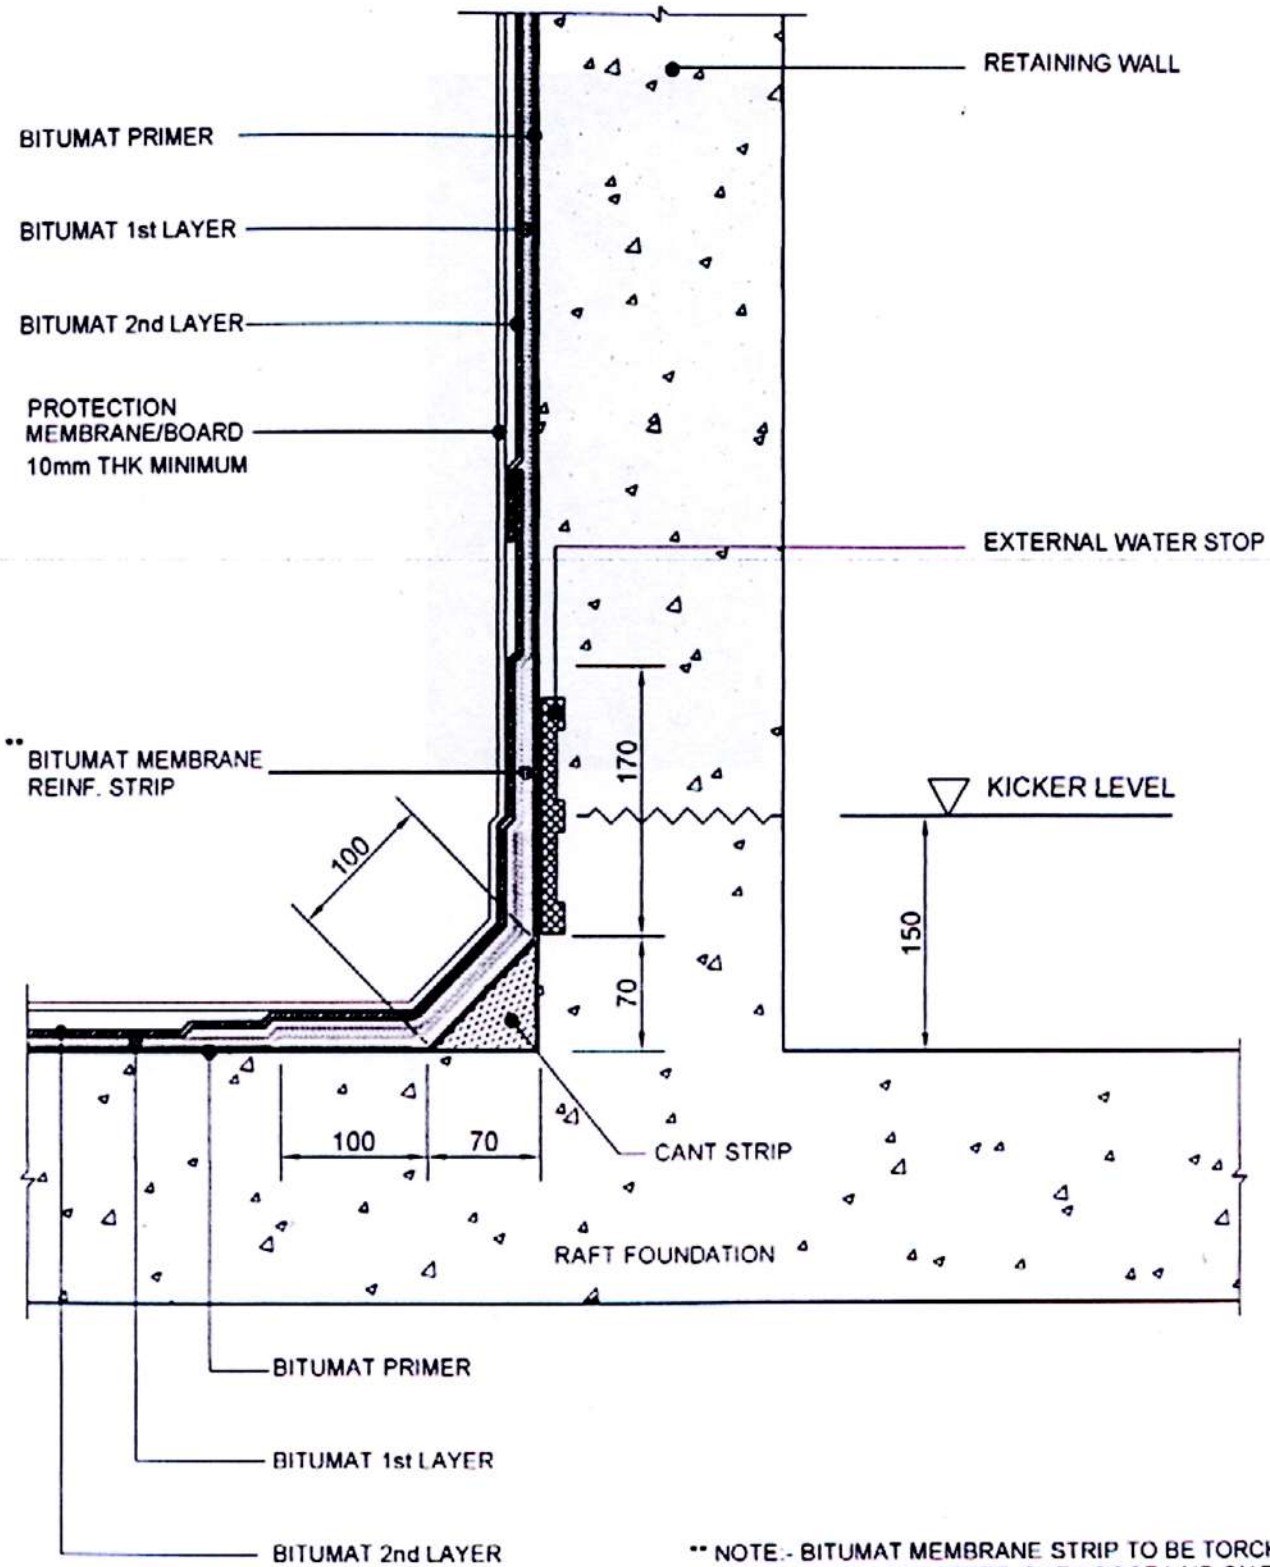 RETAINING WALL
BITUMAT PRIMER
BITUMAT 1st LAYER
BITUMAT 2nd LAYER
PROTECTION
MEMBRANE/BOARD
10mm THK MINIMUM
EXTERNAL WATER STOP
** BITUMAT MEMBRANE
REINF. STRIP
170
KICKER LEVEL
100
150
70
100
70
CANT STRIP
RAFT FOUNDATION
BITUMAT PRIMER
BITUMAT 1st LAYER
BITUMAT 2nd LAYER
** NOTE:- BITUMAT MEMBRANE STRIP TO BE TORCH